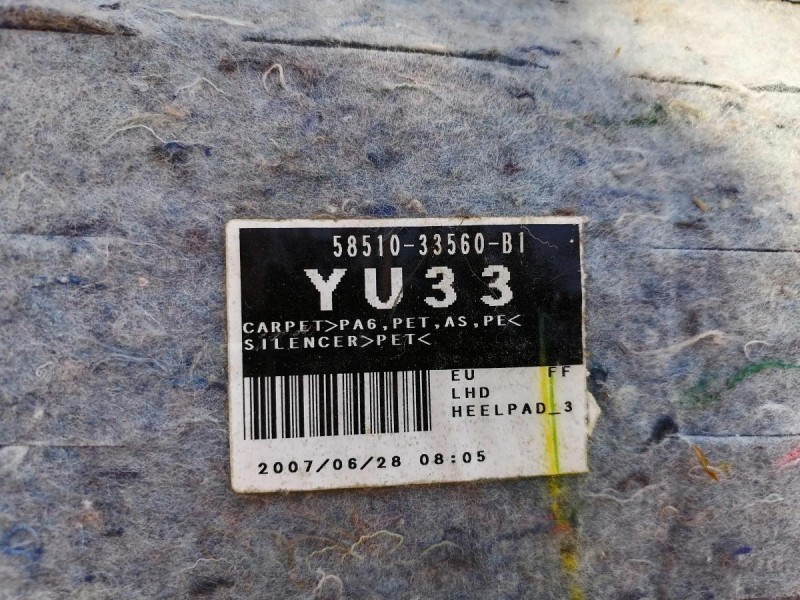 58510-33560-B1
YU33
CARPET>PA6,PET,AS,PE<
SILENCER>PET<
EU FF
LHD
HEELPAD_3
2007/06/28 08:05